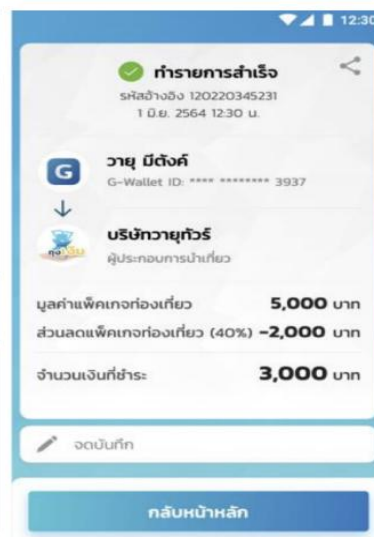 12:30
ทำรายการสำเร็จ
รหัสอ้างอิง 120220345231
1 มิ.ย. 2564 12:30 น.
G
วายุ มีตังค์
G-Wallet ID: **** ******** 3937
บริษัทวายุทัวร์
ผู้ประกอบการนำเที่ยว
มูลค่าแพ็คเกจท่องเที่ยว 5,000 บาท
ส่วนลดแพ็คเกจท่องเที่ยว (40%) -2,000 บาท
จำนวนเงินที่ชำระ 3,000 บาท
จดบันทึก
กลับหน้าหลัก